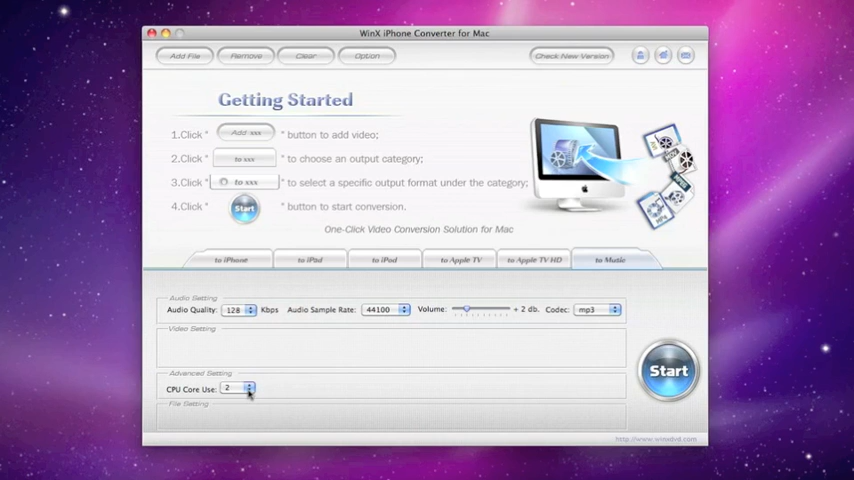 WinX iPhone Converter for Mac
Add File Remove Clear Option Check New Version
Getting Started
1.Click " Add xxx " button to add video;
2.Click " to xxx " to choose an output category;
3.Click " to xxx " to select a specific output format under the category;
4.Click " Start " button to start conversion.
One-Click Video Conversion Solution for Mac
to iPhone to iPad to iPod to Apple TV to Apple TV HD to Music
Audio Setting
Audio Quality: 128 Kbps Audio Sample Rate: 44100 Volume: + 2 db. Codec: mp3
Video Setting
Start
Advanced Setting
CPU Core Use: 2
File Setting
http://www.winxdvd.com